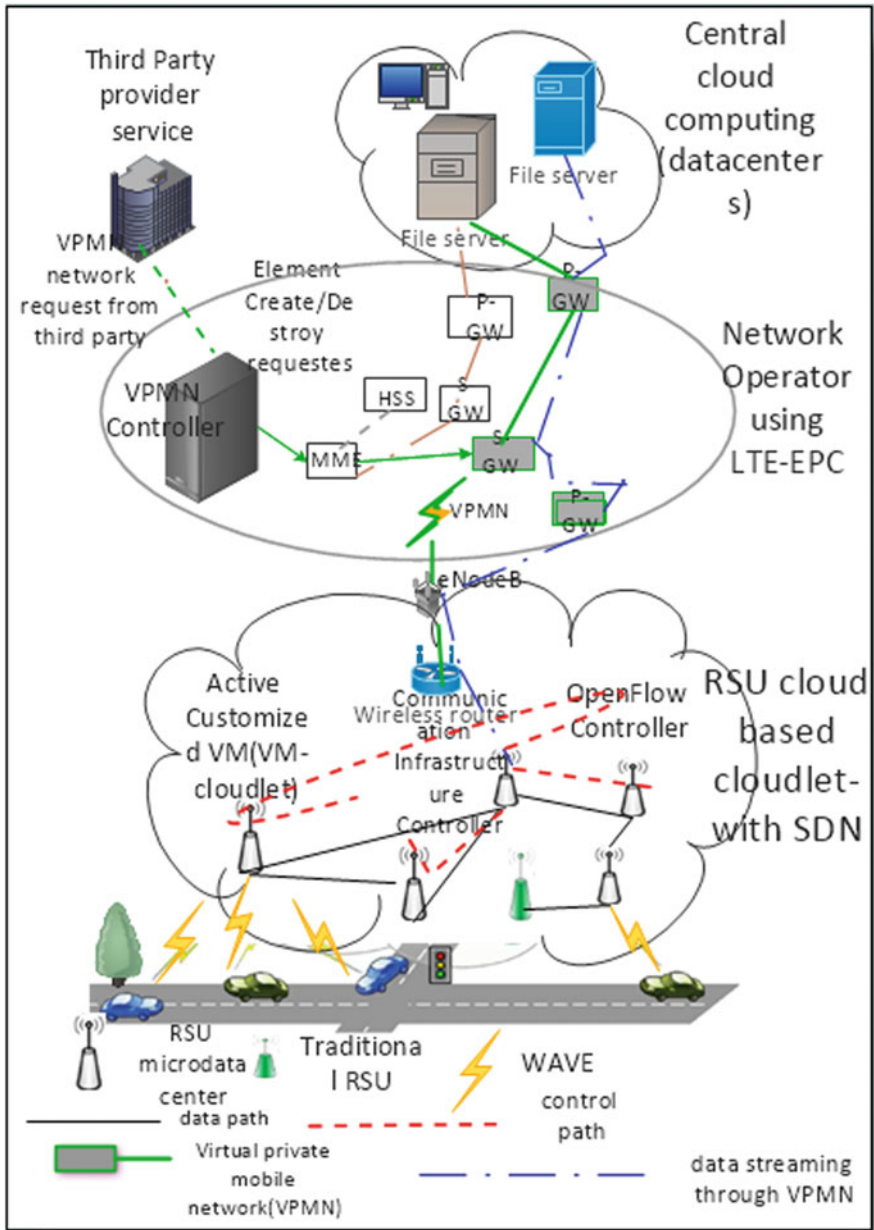 Third Party
provider
service
Central
cloud
computing
(datacenter
s)
File server
File server
VPMN
network
request from
third party
Element
Create/De
stroy
requestes
P-
GW
P-
GW
Network
Operator
using
LTE-EPC
VPMN
Controller
HSS
S
GW
MME
S-
GW
VPMN
P-
GW
eNodeB
Active
Customize
d VM(VM-
cloudlet)
Communic
ation
Infrastruct
ure
Controller
Wireless router
OpenFlow
Controller
RSU cloud
based
cloudlet-
with SDN
RSU
microdata
center
Traditiona
l RSU
WAVE
data path
control
path
Virtual private
mobile
network(VPMN)
data streaming
through VPMN